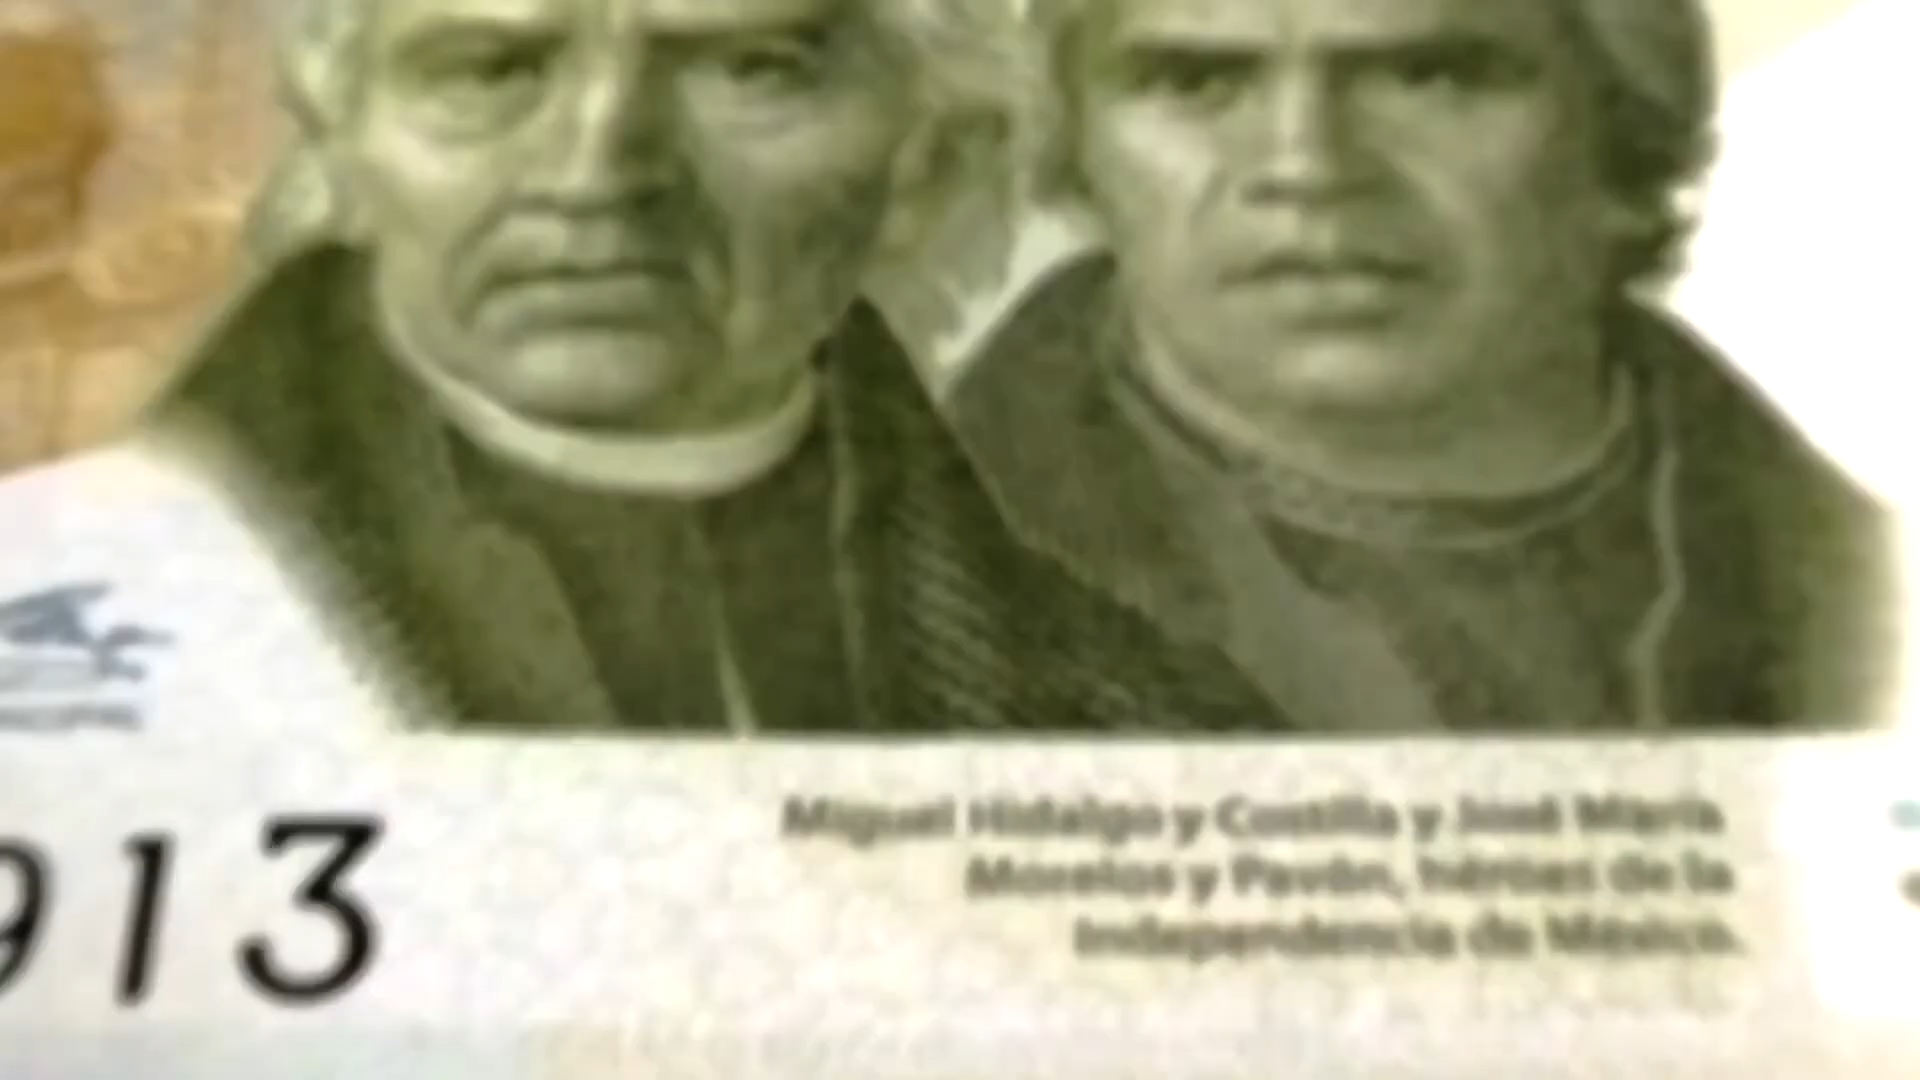 913
Miguel Hidalgo y Costilla y José María
Morelos y Pavón, héroes de la
Independencia de México.